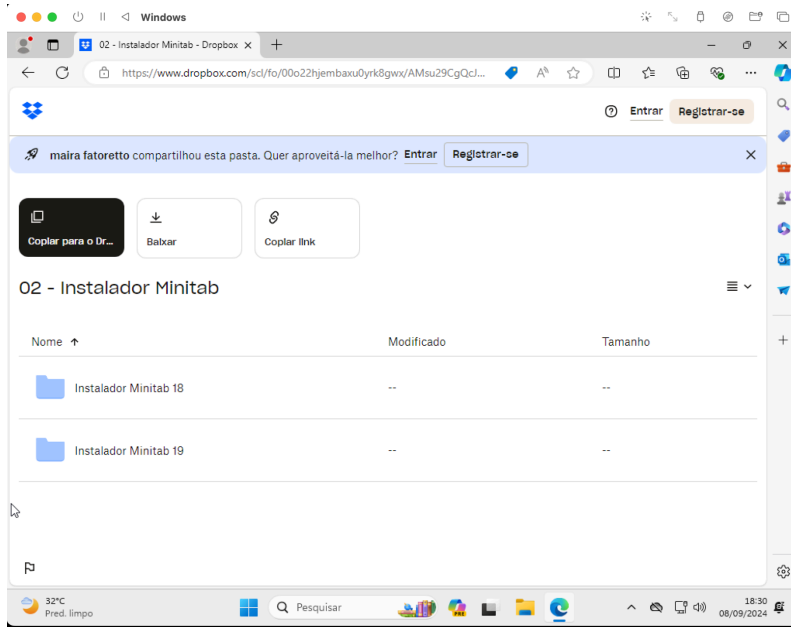 Windows
02 - Instalador Minitab - Dropbox
https://www.dropbox.com/scl/fo/00o22hjembaxu0yrk8gwx/AMsu29CgQcJ...
Entrar
Registrar-se
maira fatoretto compartilhou esta pasta. Quer aproveitá-la melhor? Entrar Registrar-se
Copiar para o Dr...
Baixar
Copiar link
02 - Instalador Minitab
Nome Modificado Tamanho
Instalador Minitab 18 -- --
Instalador Minitab 19 -- --
32°C
Pred. limpo
Pesquisar
PRE
18:30
08/09/2024